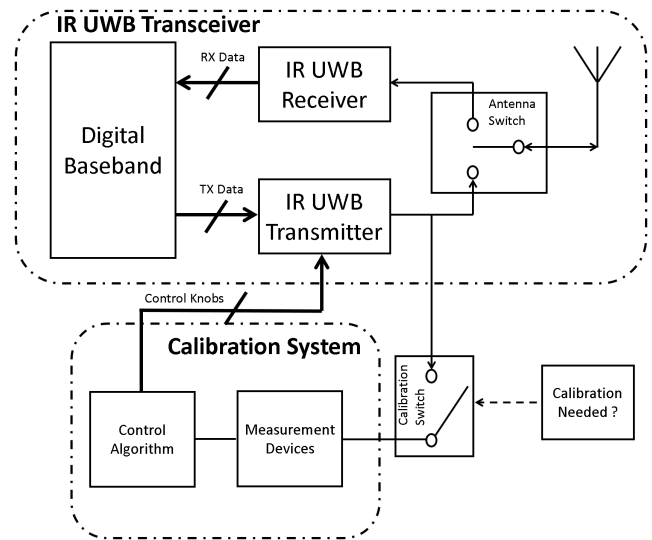 IR UWB Transceiver
RX Data
IR UWB
Receiver
Antenna
Switch
Digital
Baseband
TX Data
IR UWB
Transmitter
Control Knobs
Calibration System
Calibration
Switch
Calibration
Needed ?
Control
Algorithm
Measurement
Devices